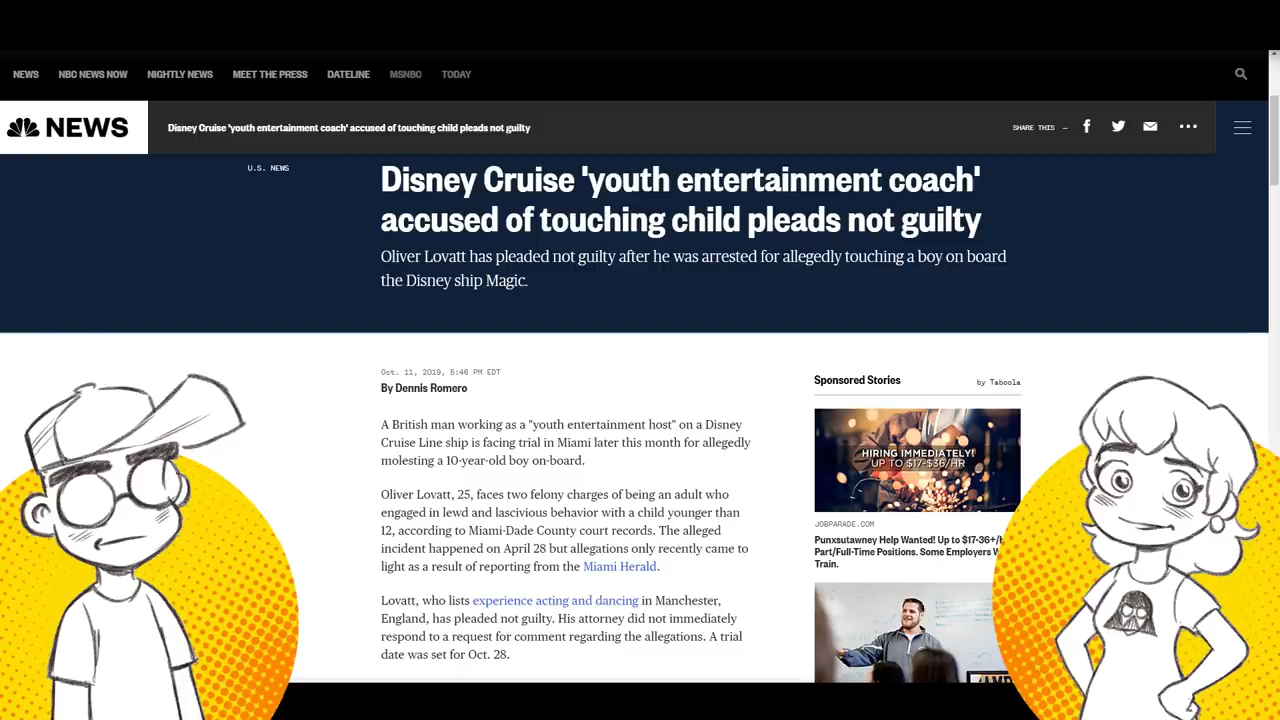 NEWS NBC NEWS NOW NIGHTLY NEWS MEET THE PRESS DATELINE MSNBC TODAY
NEWS
Disney Cruise 'youth entertainment coach' accused of touching child pleads not guilty
SHARE THIS —
U.S. NEWS
Disney Cruise 'youth entertainment coach'
accused of touching child pleads not guilty
Oliver Lovatt has pleaded not guilty after he was arrested for allegedly touching a boy on board
the Disney ship Magic.
Oct. 11, 2019, 5:46 PM EDT
By Dennis Romero
A British man working as a "youth entertainment host" on a Disney
Cruise Line ship is facing trial in Miami later this month for allegedly
molesting a 10-year-old boy on-board.
Oliver Lovatt, 25, faces two felony charges of being an adult who
engaged in lewd and lascivious behavior with a child younger than
12, according to Miami-Dade County court records. The alleged
incident happened on April 28 but allegations only recently came to
light as a result of reporting from the Miami Herald.
Lovatt, who lists experience acting and dancing in Manchester,
England, has pleaded not guilty. His attorney did not immediately
respond to a request for comment regarding the allegations. A trial
date was set for Oct. 28.
Sponsored Stories
by Taboola
HIRING IMMEDIATELY!
UP TO $17-$36/HR
JOBPARADE.COM
Punxsutawney Help Wanted! Up to $17-36+/
Part/Full-Time Positions. Some Employers
Train.